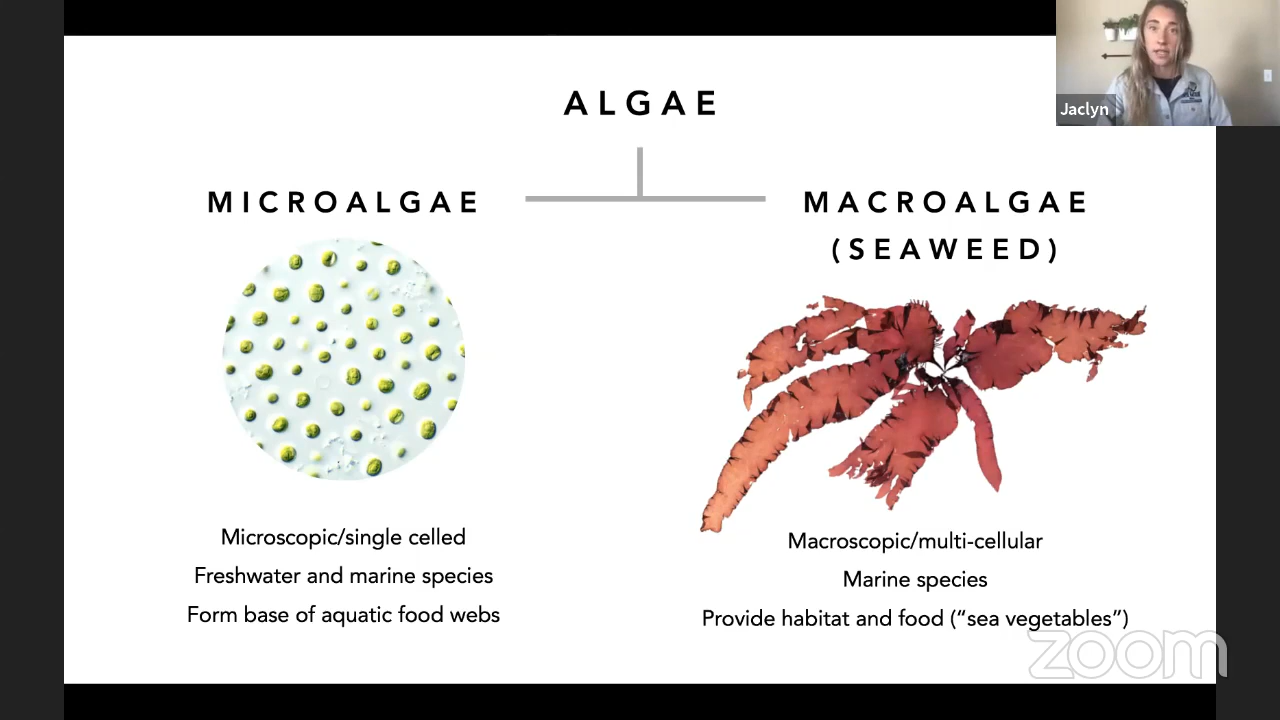 ALGAE
MICROALGAE
MACROALGAE
(SEAWEED)
Microscopic/single celled
Freshwater and marine species
Form base of aquatic food webs
Macroscopic/multi-cellular
Marine species
Provide habitat and food (“sea vegetables”)
Jaclyn
zoom